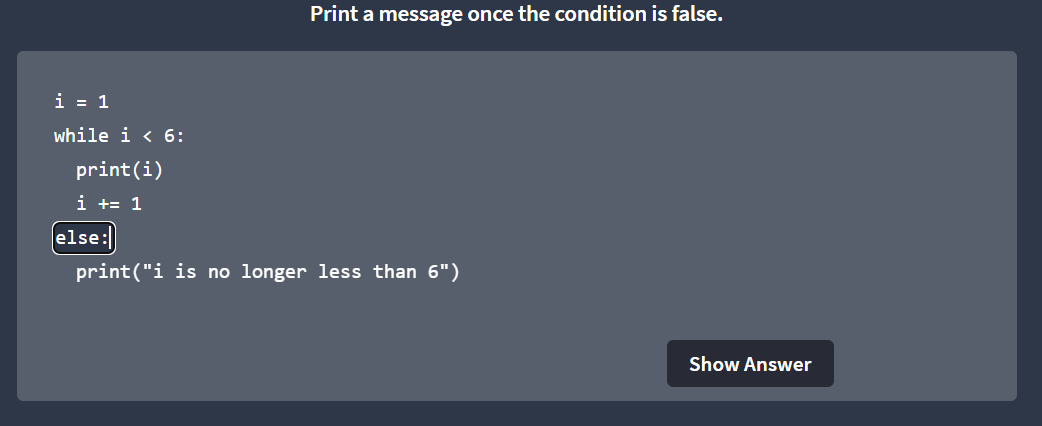 Print a message once the condition is false.
i = 1
while i < 6:
  print(i)
  i += 1
else:
  print("i is no longer less than 6")
Show Answer